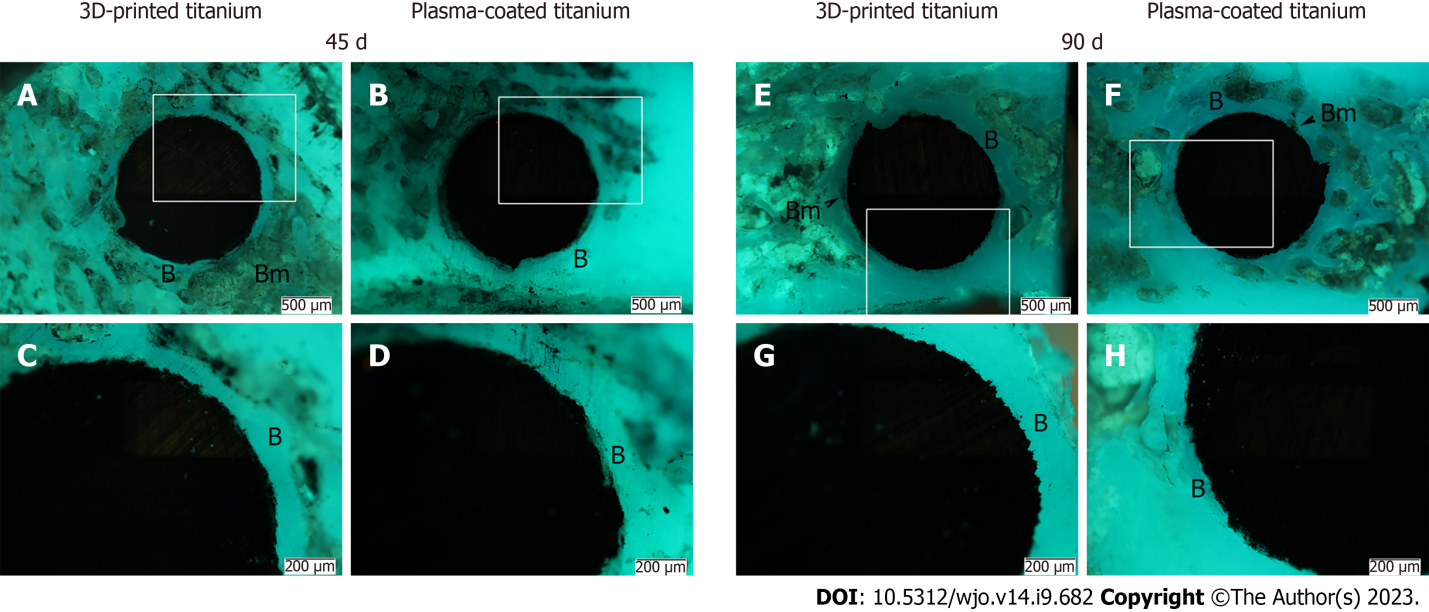 3D-printed titanium Plasma-coated titanium 3D-printed titanium Plasma-coated titanium
45 d 90 d
A B E F
B Bm B B Bm B Bm
500 µm 500 µm 500 µm 500 µm
C D G H
B B B B
200 µm 200 µm 200 µm 200 µm
DOI: 10.5312/wjo.v14.i9.682 Copyright ©The Author(s) 2023.